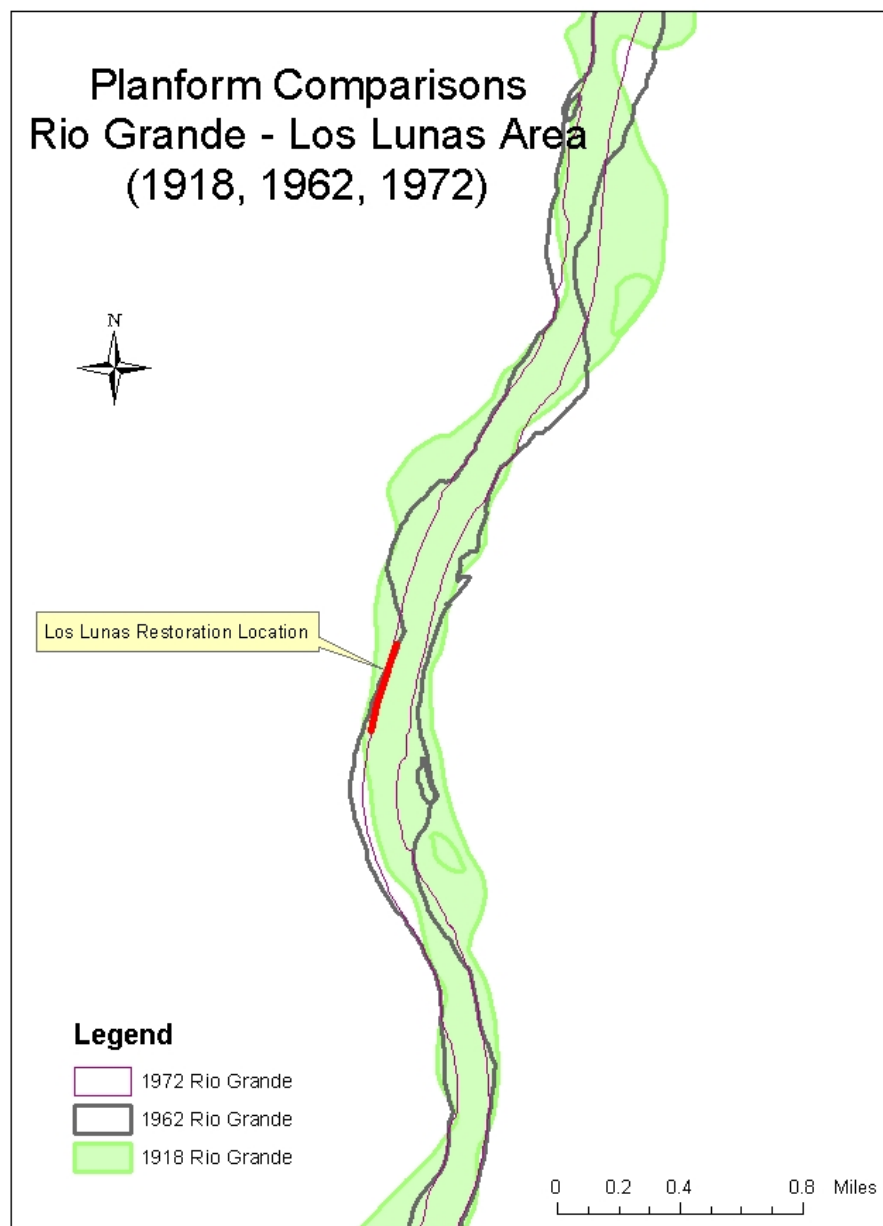 Planform Comparisons
Rio Grande - Los Lunas Area
(1918, 1962, 1972)
N
Los Lunas Restoration Location
Legend
1972 Rio Grande
1962 Rio Grande
1918 Rio Grande
0 0.2 0.4 0.8 Miles